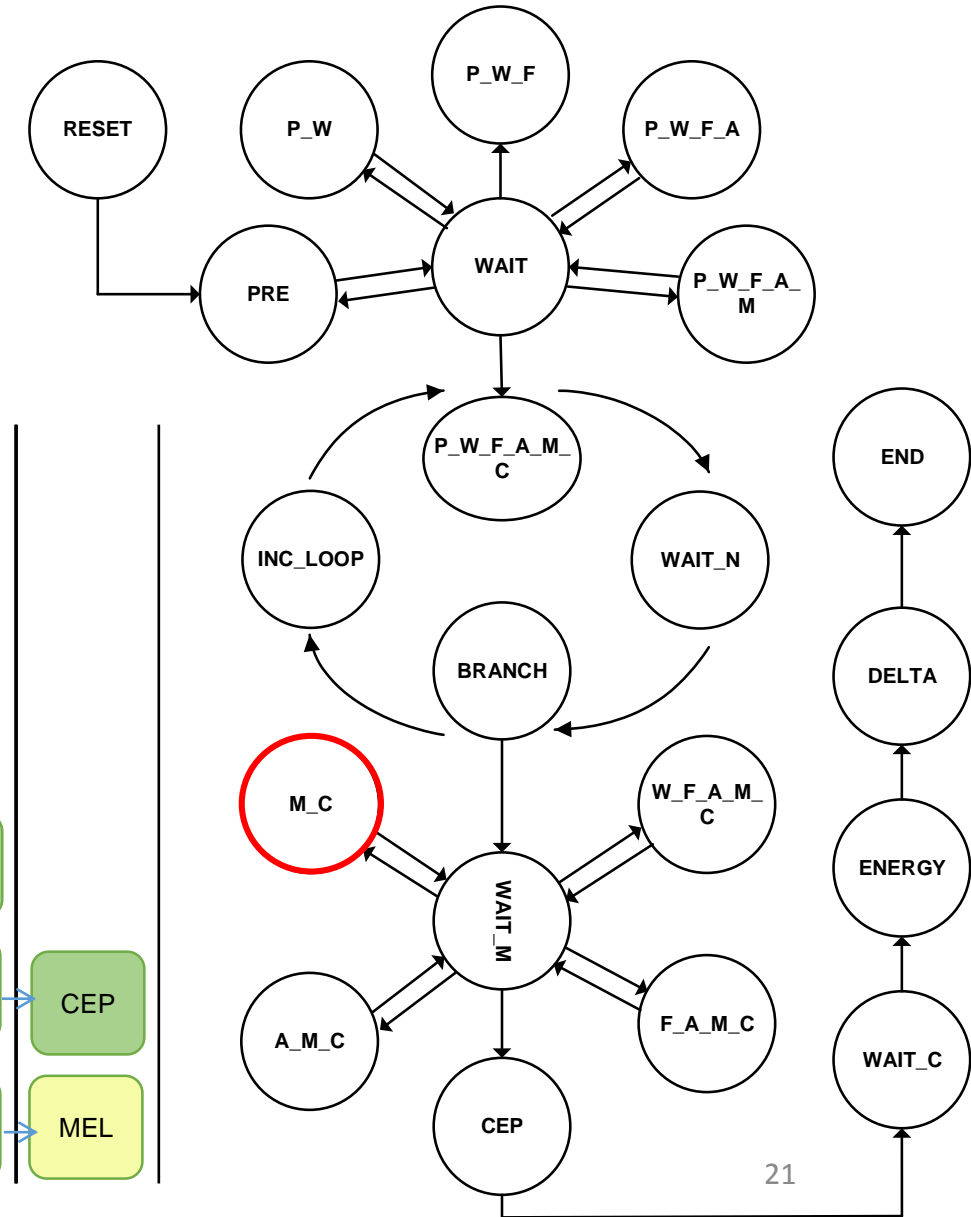 P_W_F
RESET
P_W
P_W_F_A
WAIT
PRE
P_W_F_A_
M
P_W_F_A_M_
C
END
INC_LOOP
WAIT_N
BRANCH
DELTA
M_C
W_F_A_M_
C
ENERGY
WAIT_M
CEP
A_M_C
F_A_M_C
WAIT_C
MEL
CEP
21